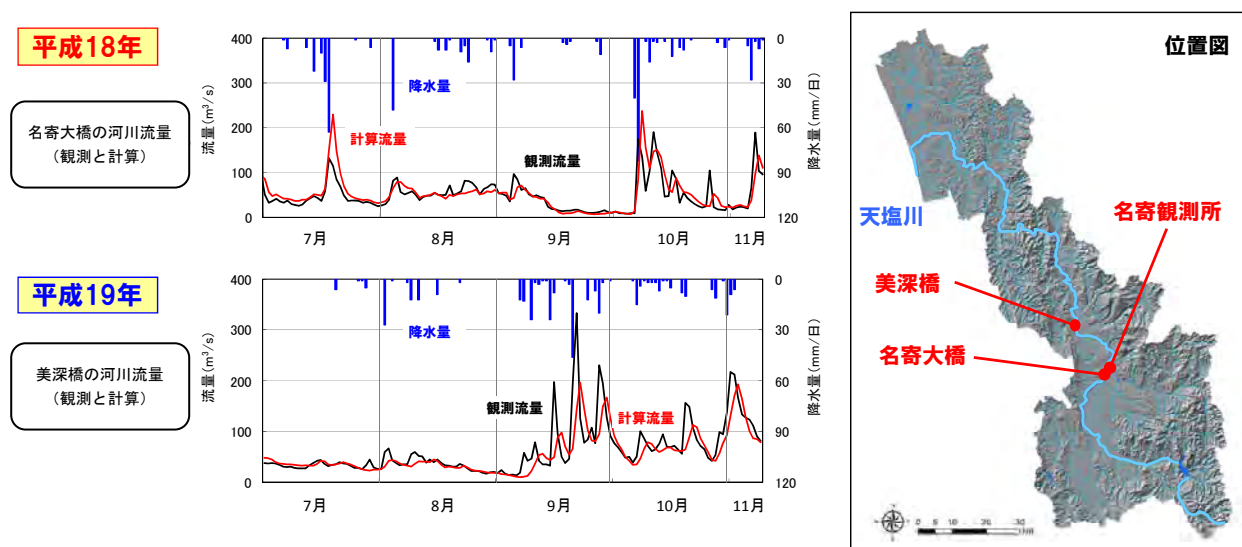 平成18年
名寄大橋の河川流量
(観測と計算)
流量(m³/s)
400
300
200
100
0
降水量
計算流量
観測流量
0
30
60
90
120
降水量(mm/日)
7月
8月
9月
10月
11月
平成19年
美深橋の河川流量
(観測と計算)
流量(m³/s)
400
300
200
100
0
降水量
観測流量
計算流量
0
30
60
90
120
降水量(mm/日)
7月
8月
9月
10月
11月
位置図
天塩川
名寄観測所
美深橋
名寄大橋
0 5 10 20 30